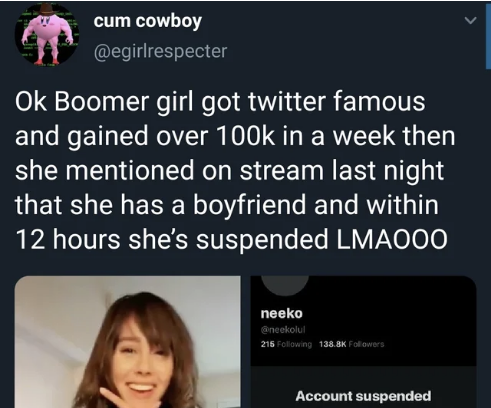 cum cowboy
@egirlrespecter
Ok Boomer girl got twitter famous
and gained over 100k in a week then
she mentioned on stream last night
that she has a boyfriend and within
12 hours she's suspended LMAOOO
neeko
@neekolul
215 Following 138.8K Followers
Account suspended